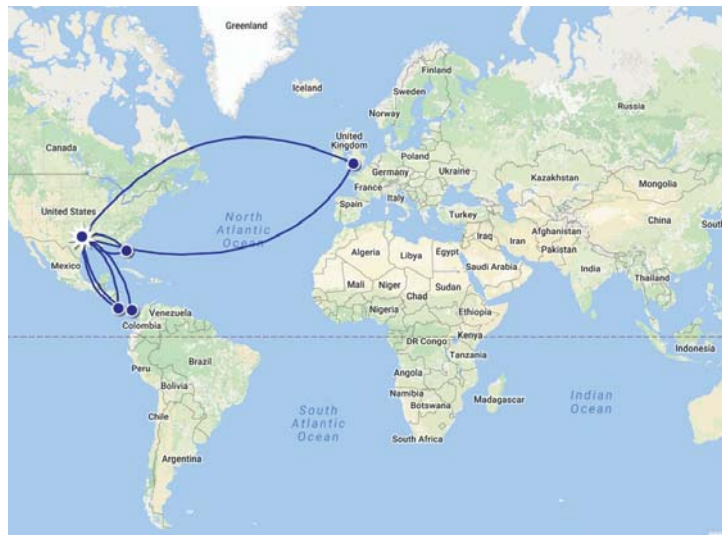 Greenland
Iceland
Finland
Sweden
Norway
Russia
United
Kingdom
Canada
Poland
Germany
Ukraine
Kazakhstan
France
Mongolia
Italy
Spain
United States
North
Atlantic
Ocean
Turkey
China
South
Afghanistan
Iraq
Iran
Pakistan
Algeria
Libya
Egypt
Mexico
Saudi Arabia
India
Mali
Niger
Sudan
Thailand
Chad
Nigeria
Ethiopia
Venezuela
Colombia
Kenya
DR Congo
Indonesia
Tanzania
Brazil
Peru
Angola
Bolivia
Namibia
Madagascar
Indian
Ocean
Botswana
Chile
South
Atlantic
Ocean
South Africa
Argentina